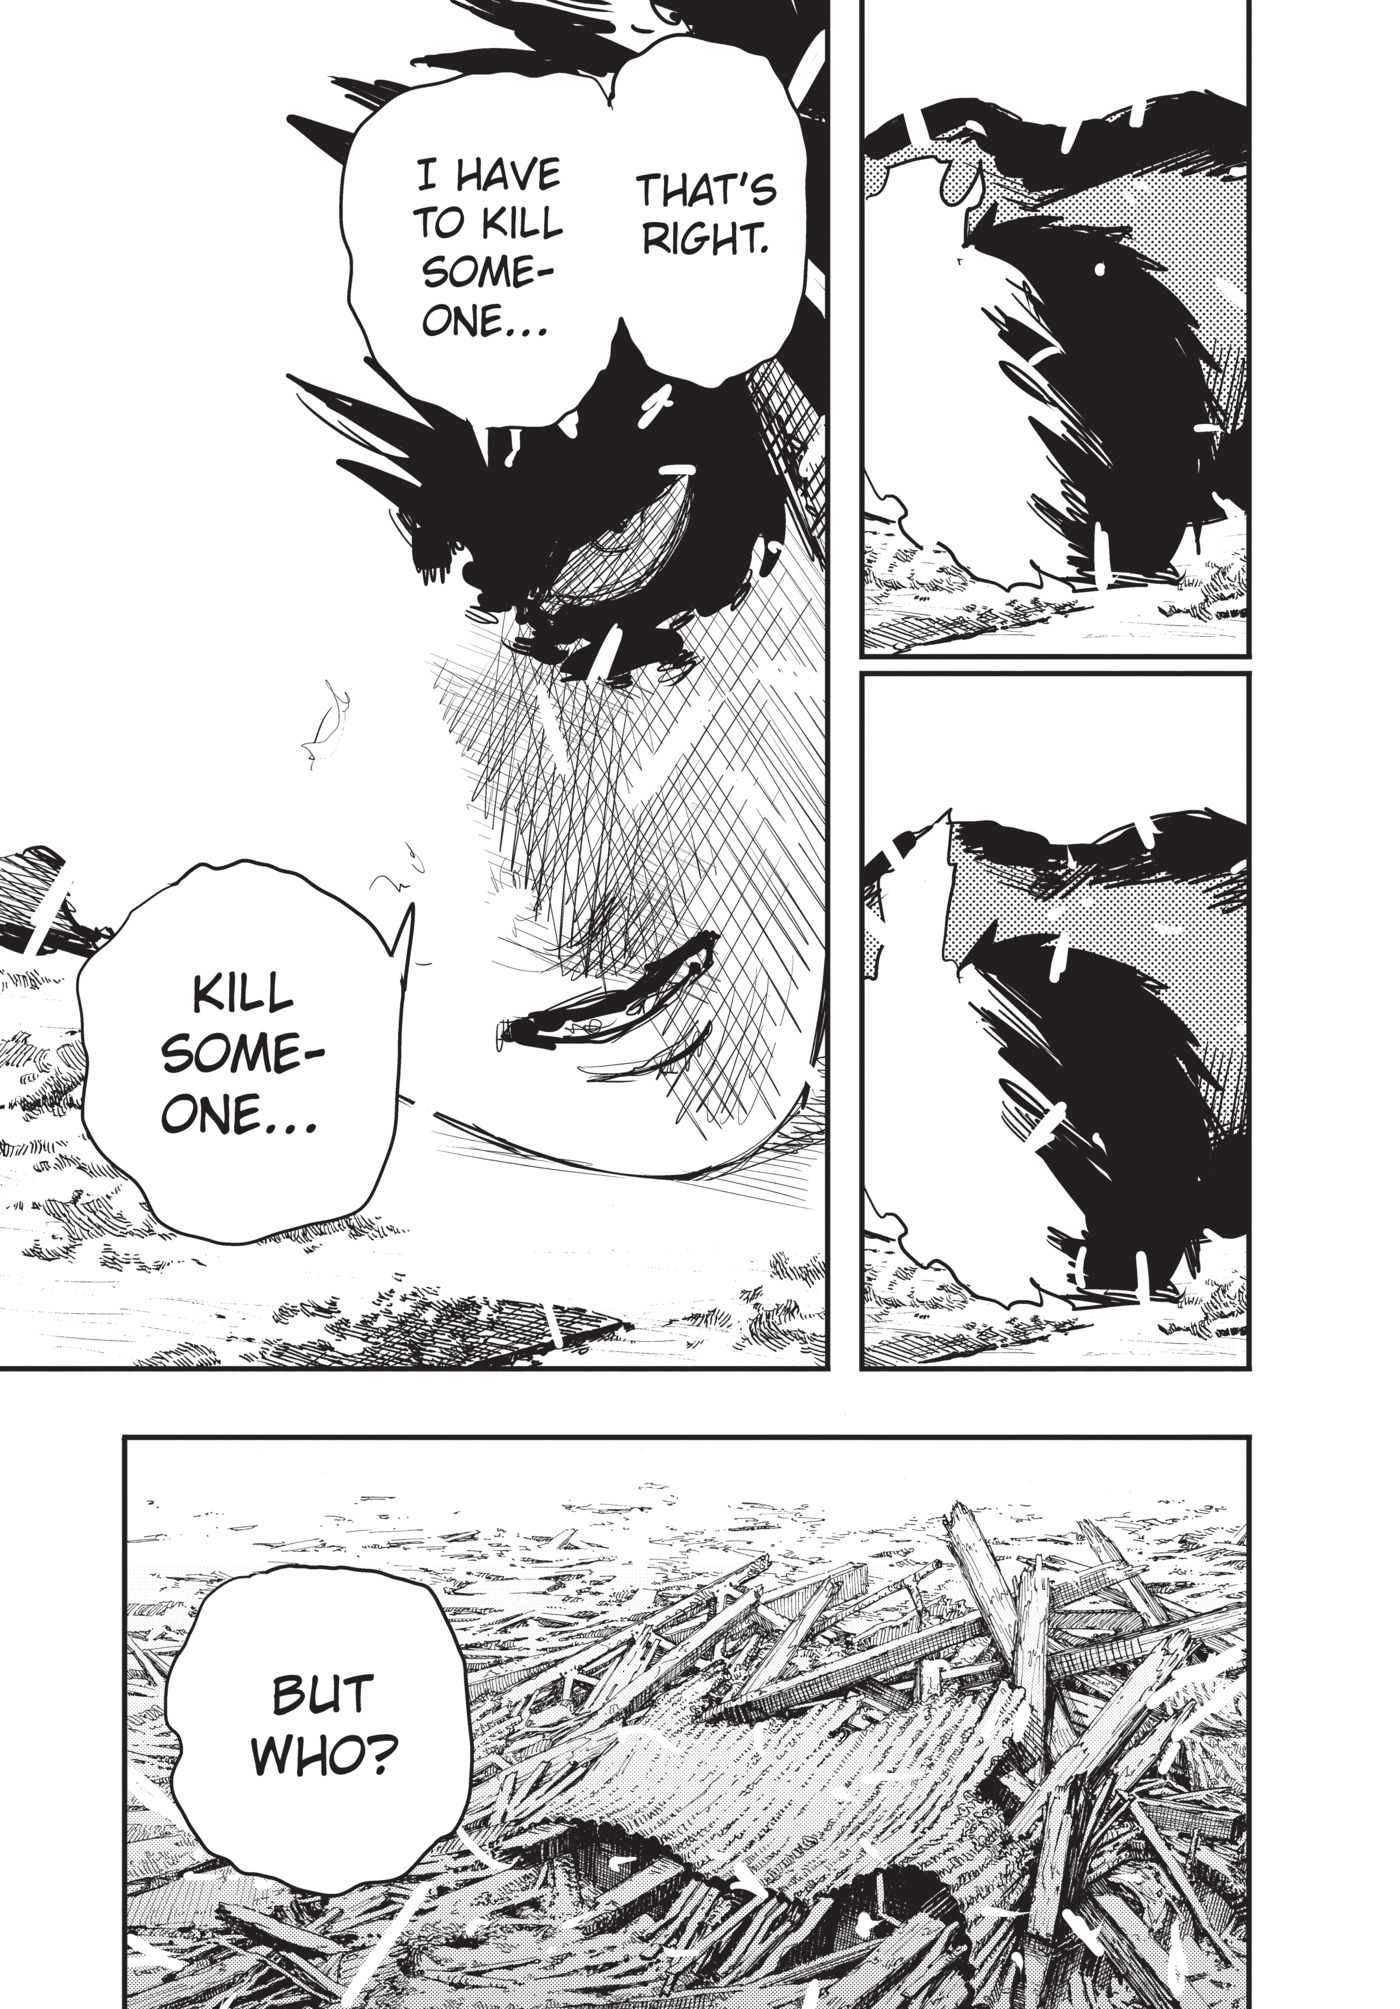 THAT'S
RIGHT.
I HAVE
TO KILL
SOME-
ONE...
KILL
SOME-
ONE...
BUT
WHO?